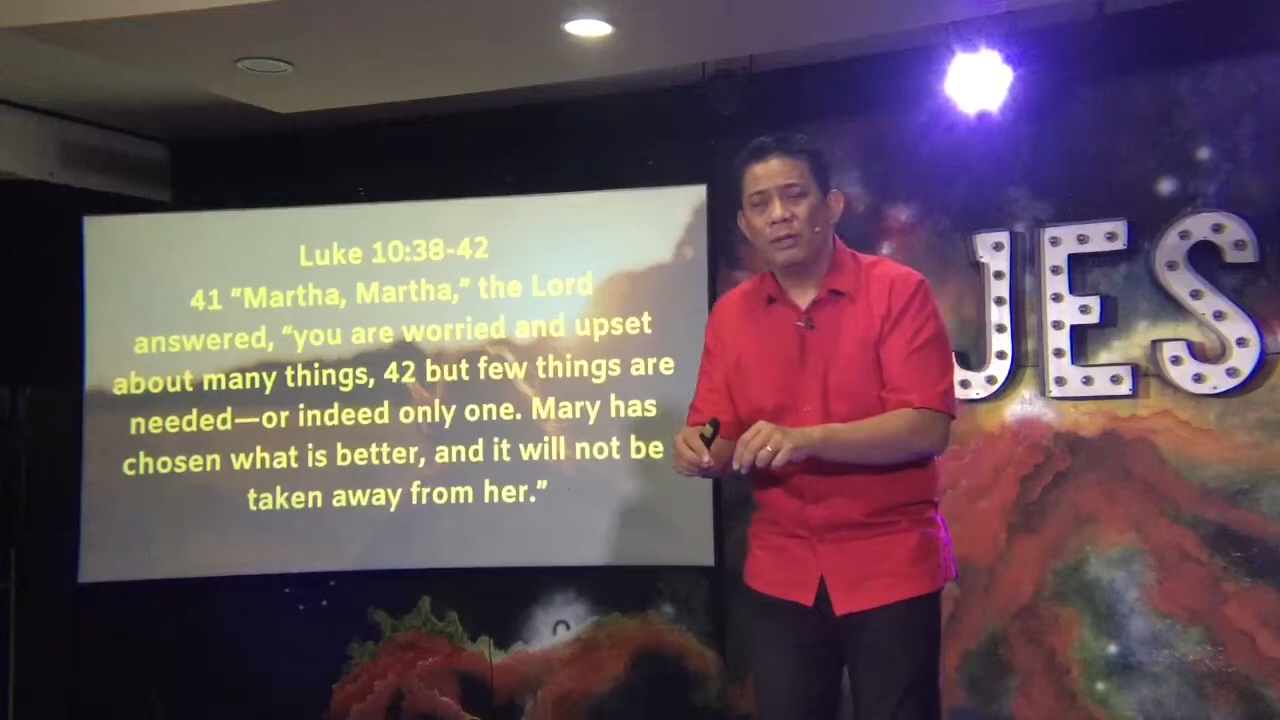 Luke 10:38-42
41 "Martha, Martha," the Lord
answered, "you are worried and upset
about many things, 42 but few things are
needed—or indeed only one. Mary has
chosen what is better, and it will not be
taken away from her."
JES